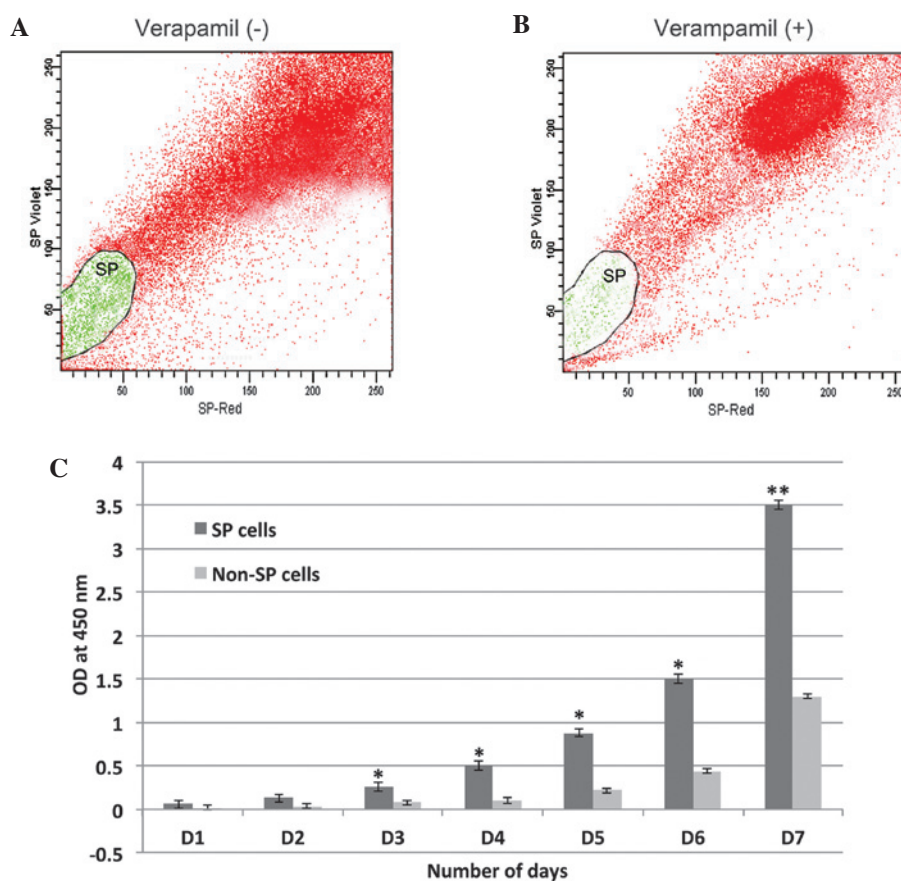 A
Verapamil (-)
250
200
150
100
50
SP Violet
SP
50
100
150
200
250
SP-Red
B
Verampamil (+)
250
200
150
100
50
SP Violet
SP
50
100
150
200
250
SP-Red
C
4
3.5
3
2.5
2
1.5
1
0.5
0
-0.5
OD at 450 nm
SP cells
Non-SP cells
*
*
*
*
**
D1
D2
D3
D4
D5
D6
D7
Number of days